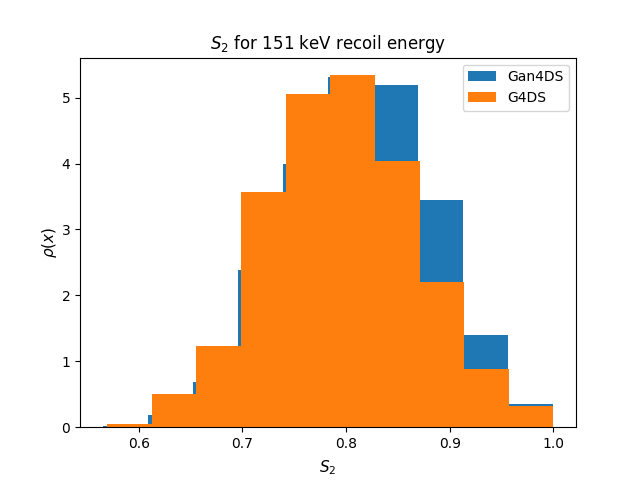 S₂ for 151 keV recoil energy
Gan4DS
G4DS
ρ(x)
5
4
3
2
1
0
0.6 0.7 0.8 0.9 1.0
S₂